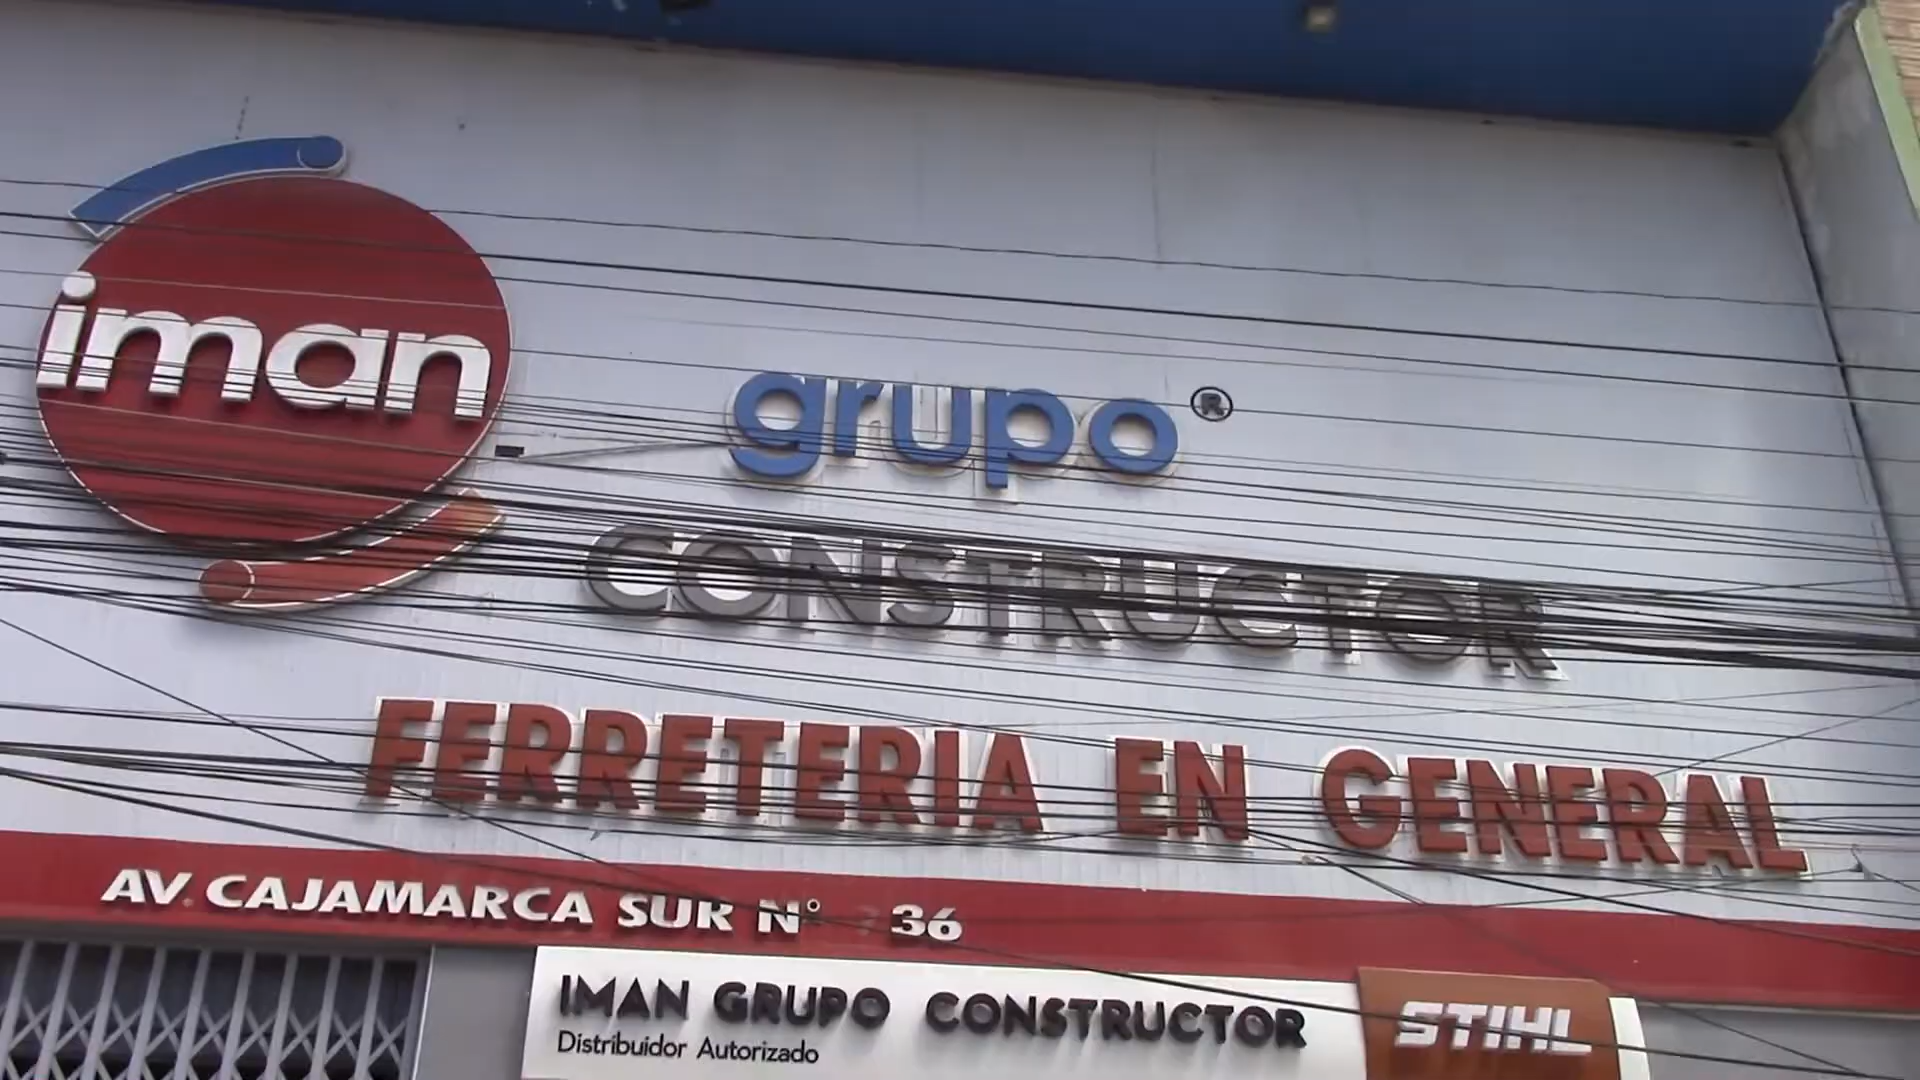 iman
grupo ®
CONSTRUCTOR
FERRETERIA EN GENERAL
AV. CAJAMARCA SUR N° 36
IMAN GRUPO CONSTRUCTOR
Distribuidor Autorizado
STIHL